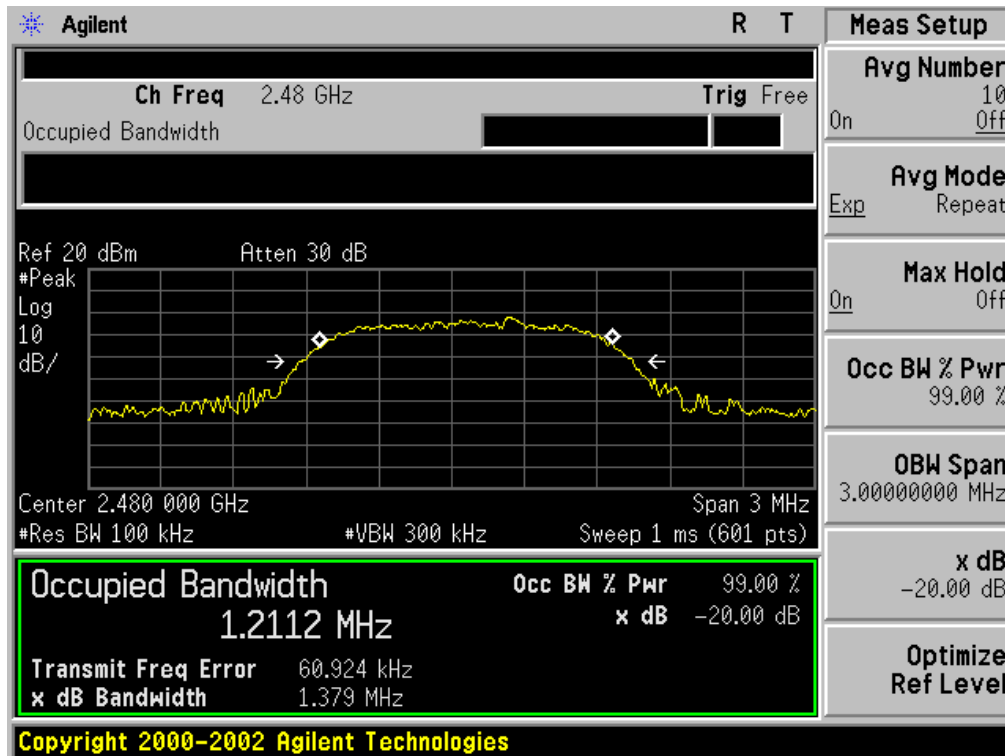 Agilent R T
Meas Setup
Ch Freq 2.48 GHz Trig Free
Occupied Bandwidth
Ref 20 dBm Atten 30 dB
#Peak
Log
10
dB/
Center 2.480 000 GHz Span 3 MHz
#Res BW 100 kHz #VBW 300 kHz Sweep 1 ms (601 pts)
Occupied Bandwidth
1.2112 MHz
Occ BW % Pwr 99.00 %
x dB -20.00 dB
Transmit Freq Error 60.924 kHz
x dB Bandwidth 1.379 MHz
Avg Number
10
On Off
Avg Mode
Exp Repeat
Max Hold
On Off
Occ BW % Pwr
99.00 %
OBW Span
3.00000000 MHz
x dB
-20.00 dB
Optimize
Ref Level
Copyright 2000-2002 Agilent Technologies